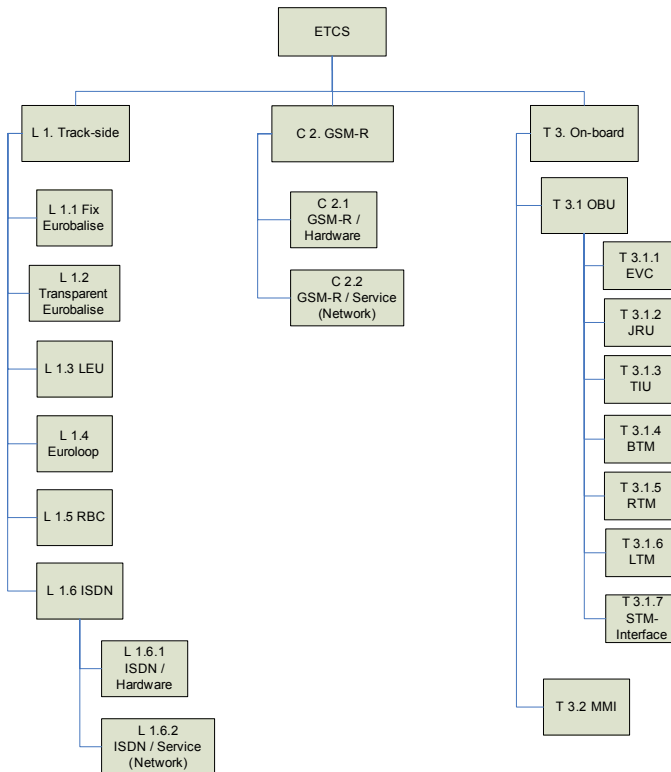 ETCS
L 1. Track-side
L 1.1 Fix
Eurobalise
L 1.2
Transparent
Eurobalise
L 1.3 LEU
L 1.4
Euroloop
L 1.5 RBC
L 1.6 ISDN
L 1.6.1
ISDN /
Hardware
L 1.6.2
ISDN / Service
(Network)
C 2. GSM-R
C 2.1
GSM-R /
Hardware
C 2.2
GSM-R / Service
(Network)
T 3. On-board
T 3.1 OBU
T 3.1.1
EVC
T 3.1.2
JRU
T 3.1.3
TIU
T 3.1.4
BTM
T 3.1.5
RTM
T 3.1.6
LTM
T 3.1.7
STM-
Interface
T 3.2 MMI